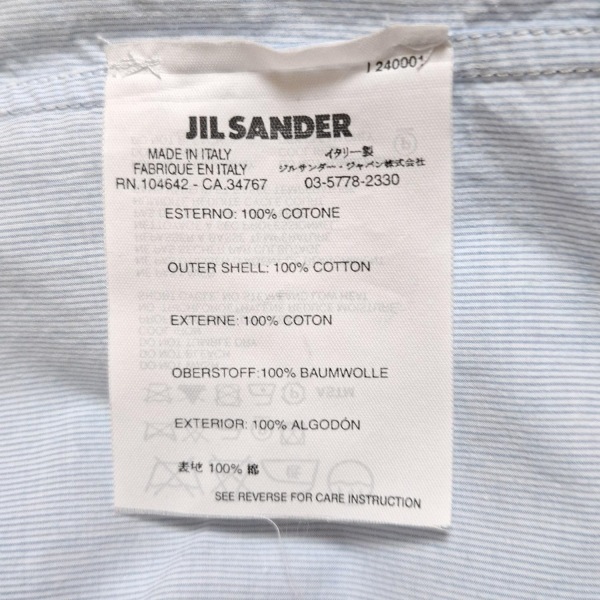 1240001
JIL SANDER
MADE IN ITALY
FABRIQUÉ EN ITALY
RN.104642 - CA.34767
イタリー製
ジルサンダー・ジャパン株式会社
03-5778-2330
ESTERNO: 100% COTONE
OUTER SHELL: 100% COTTON
EXTERNE: 100% COTON
OBERSTOFF:100% BAUMWOLLE
EXTERIOR: 100% ALGODÓN
表地 100% 綿
SEE REVERSE FOR CARE INSTRUCTION